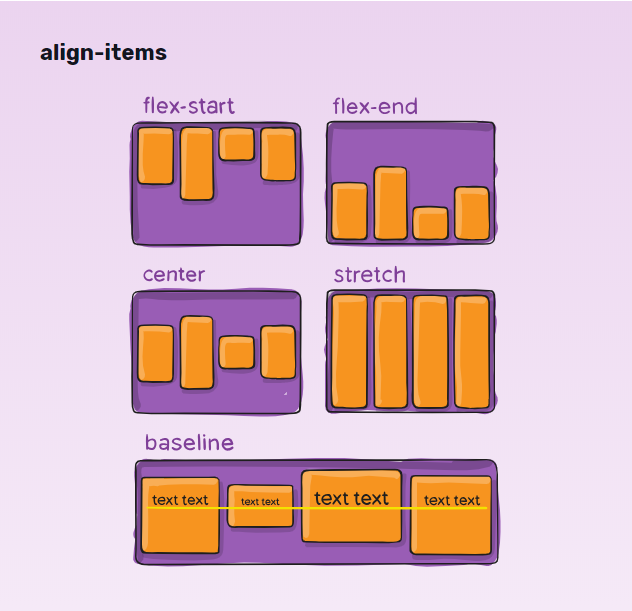 align-items
flex-start
flex-end
center
stretch
baseline
text text
text text
text text
text text